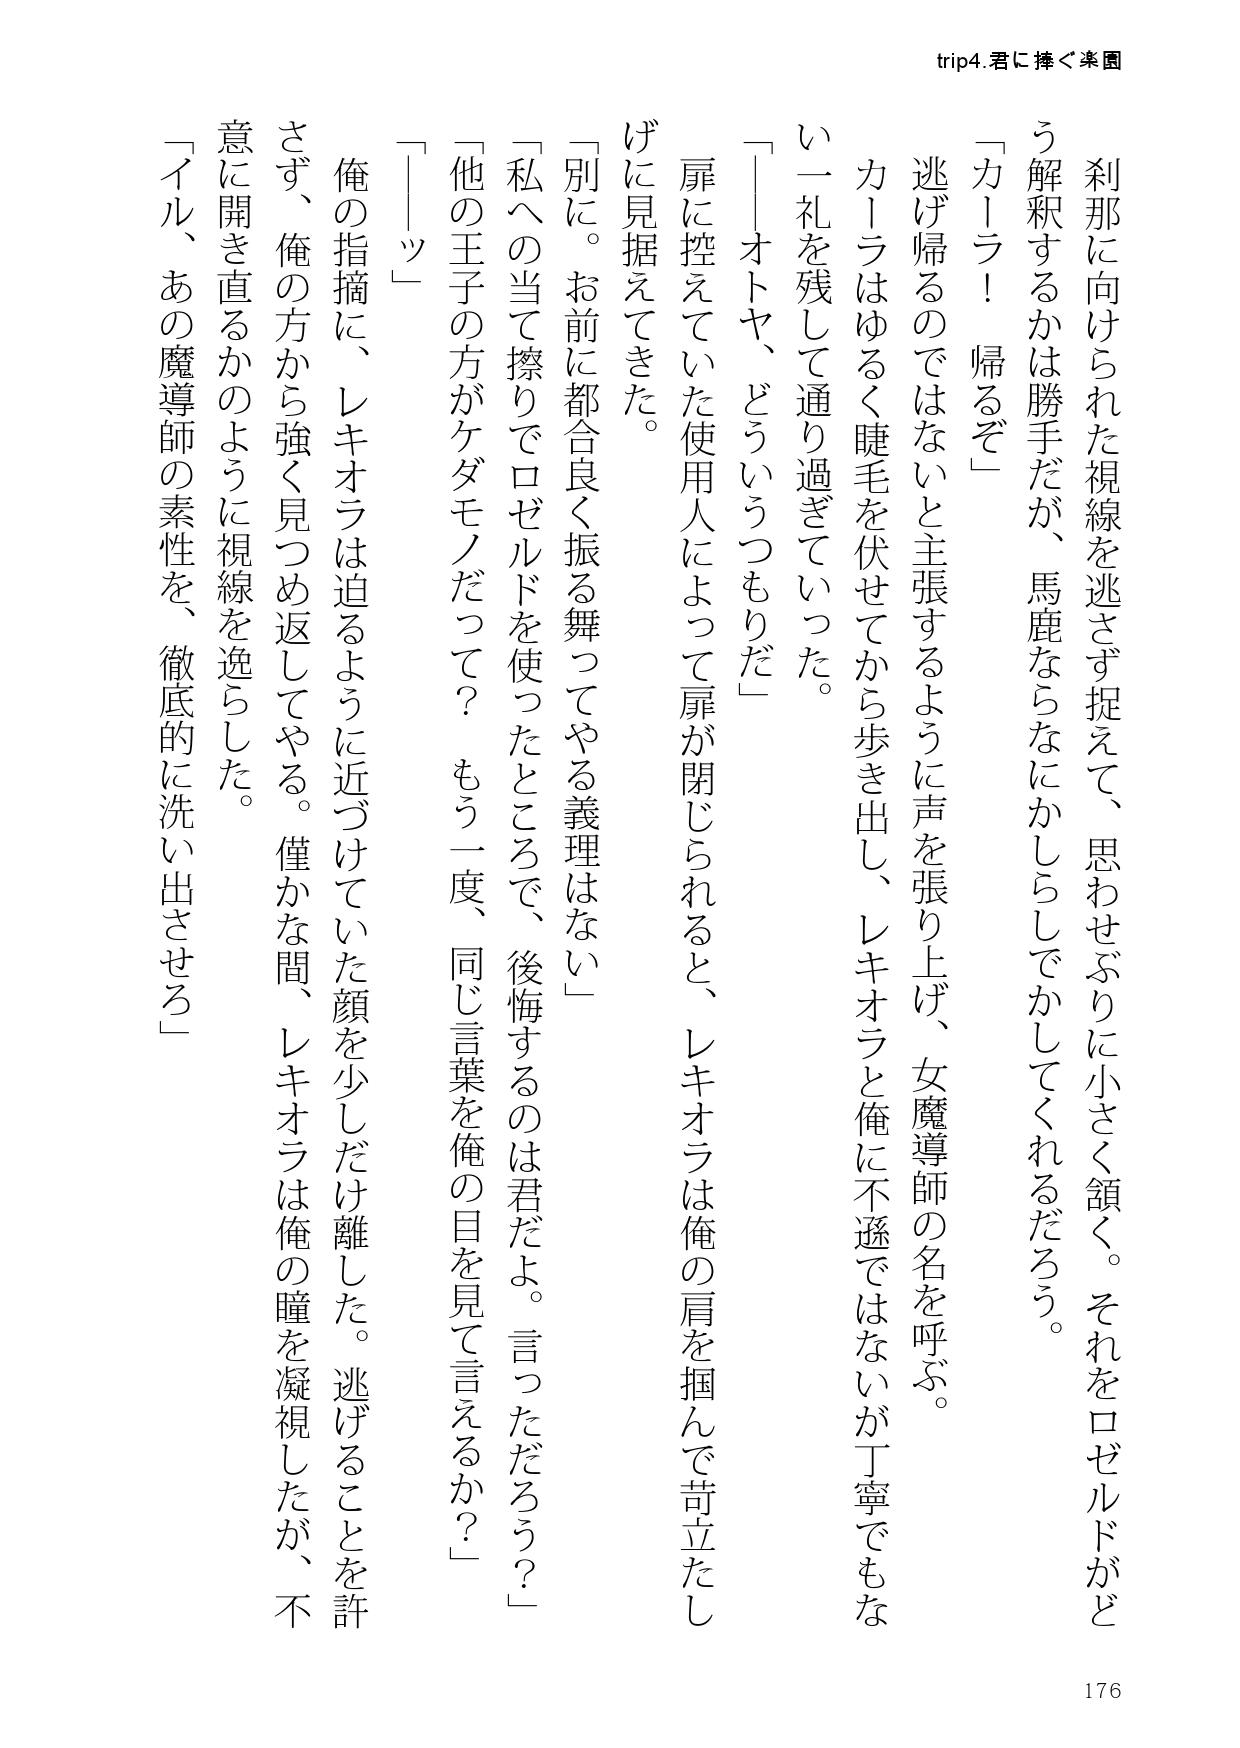 trip4.君に捧ぐ楽園
　刹那に向けられた視線を逃さず捉えて、思わせぶりに小さく頷く。それをロゼルドがど
う解釈するかは勝手だが、馬鹿ならなにかしらしでかしてくれるだろう。
「カーラ！　帰るぞ」
　逃げ帰るのではないと主張するように声を張り上げ、女魔導師の名を呼ぶ。
　カーラはゆるく睫毛を伏せてから歩き出し、レキオラと俺に不遜ではないが丁寧でもな
い一礼を残して通り過ぎていった。
「――オトヤ、どういうつもりだ」
　扉に控えていた使用人によって扉が閉じられると、レキオラは俺の肩を掴んで苛立たし
げに見据えてきた。
「別に。お前に都合良く振る舞ってやる義理はない」
「私への当て擦りでロゼルドを使ったところで、後悔するのは君だよ。言っただろう？」
「他の王子の方がケダモノだって？　もう一度、同じ言葉を俺の目を見て言えるか？」
「――ッ」
　俺の指摘に、レキオラは迫るように近づけていた顔を少しだけ離した。逃げることを許
さず、俺の方から強く見つめ返してやる。僅かな間、レキオラは俺の瞳を凝視したが、不
意に開き直るかのように視線を逸らした。
「イル、あの魔導師の素性を、徹底的に洗い出させろ」
176